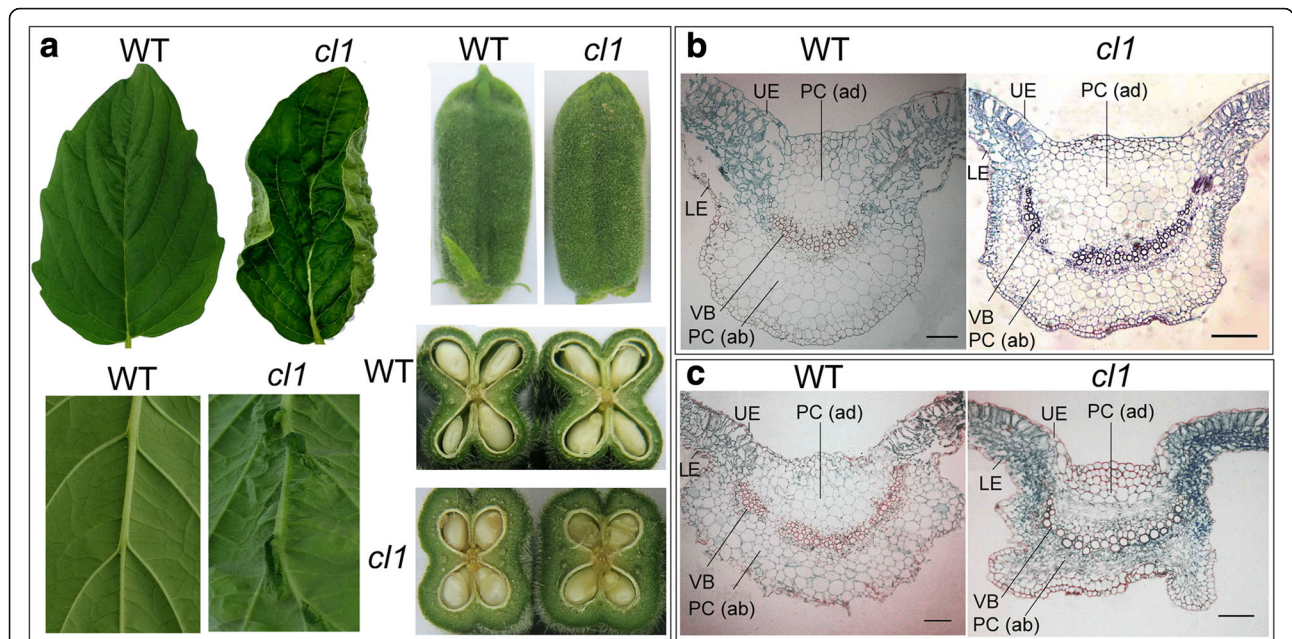 a
WT cl1
WT cl1
WT cl1
WT
cl1
b
WT cl1
UE PC (ad)
LE
VB
PC (ab)
UE PC (ad)
LE
VB
PC (ab)
c
WT cl1
UE PC (ad)
LE
VB
PC (ab)
UE PC (ad)
LE
VB
PC (ab)